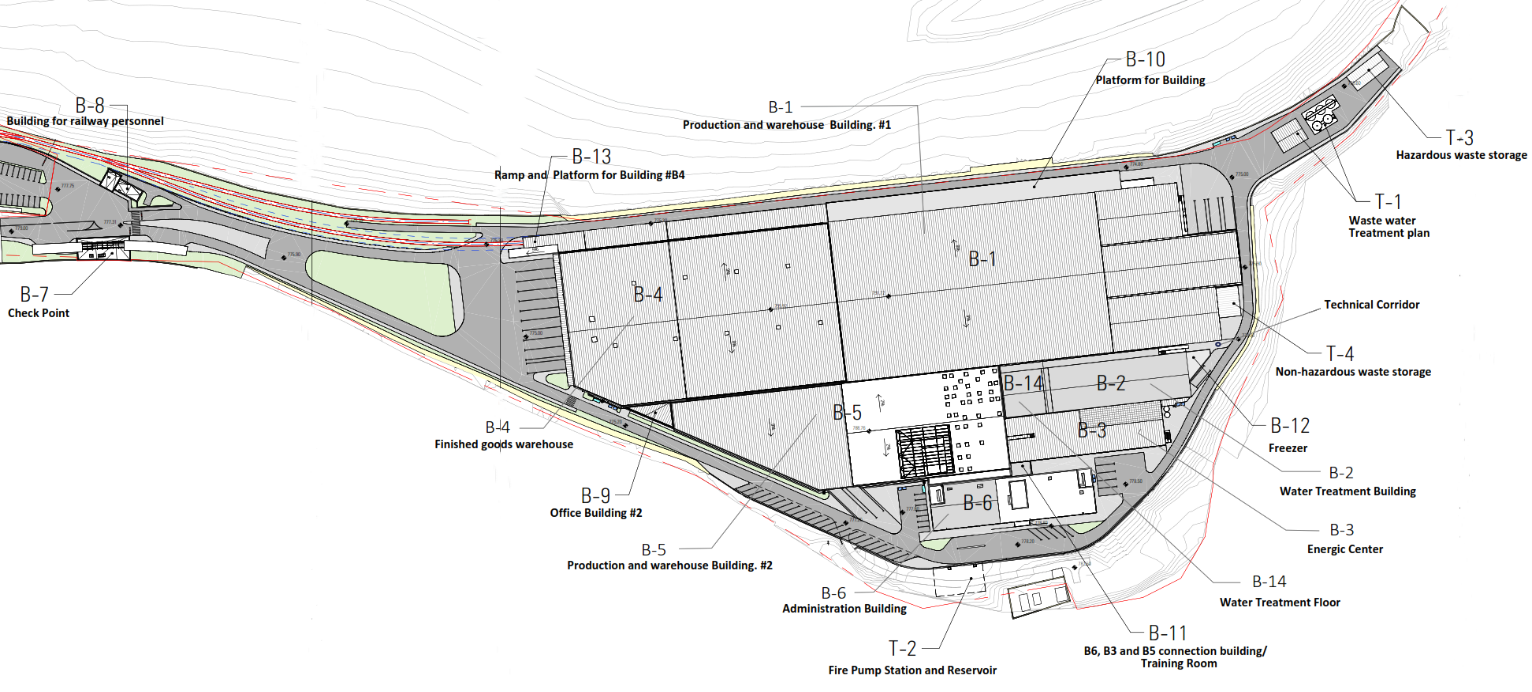 B-10
Platform for Building
B-8
Building for railway personnel
B-1
Production and warehouse Building. #1
T-3
Hazardous waste storage
B-13
Ramp and Platform for Building #B4
T-1
Waste water
Treatment plan
B-1
B-7
Check Point
B-4
Technical Corridor
T-4
Non-hazardous waste storage
B-14
B-2
B-5
B-3
B-4
Finished goods warehouse
B-12
Freezer
B-2
Water Treatment Building
B-9
Office Building #2
B-6
B-3
Energic Center
B-5
Production and warehouse Building. #2
B-14
Water Treatment Floor
B-6
Administration Building
B-11
B6, B3 and B5 connection building/
Training Room
T-2
Fire Pump Station and Reservoir